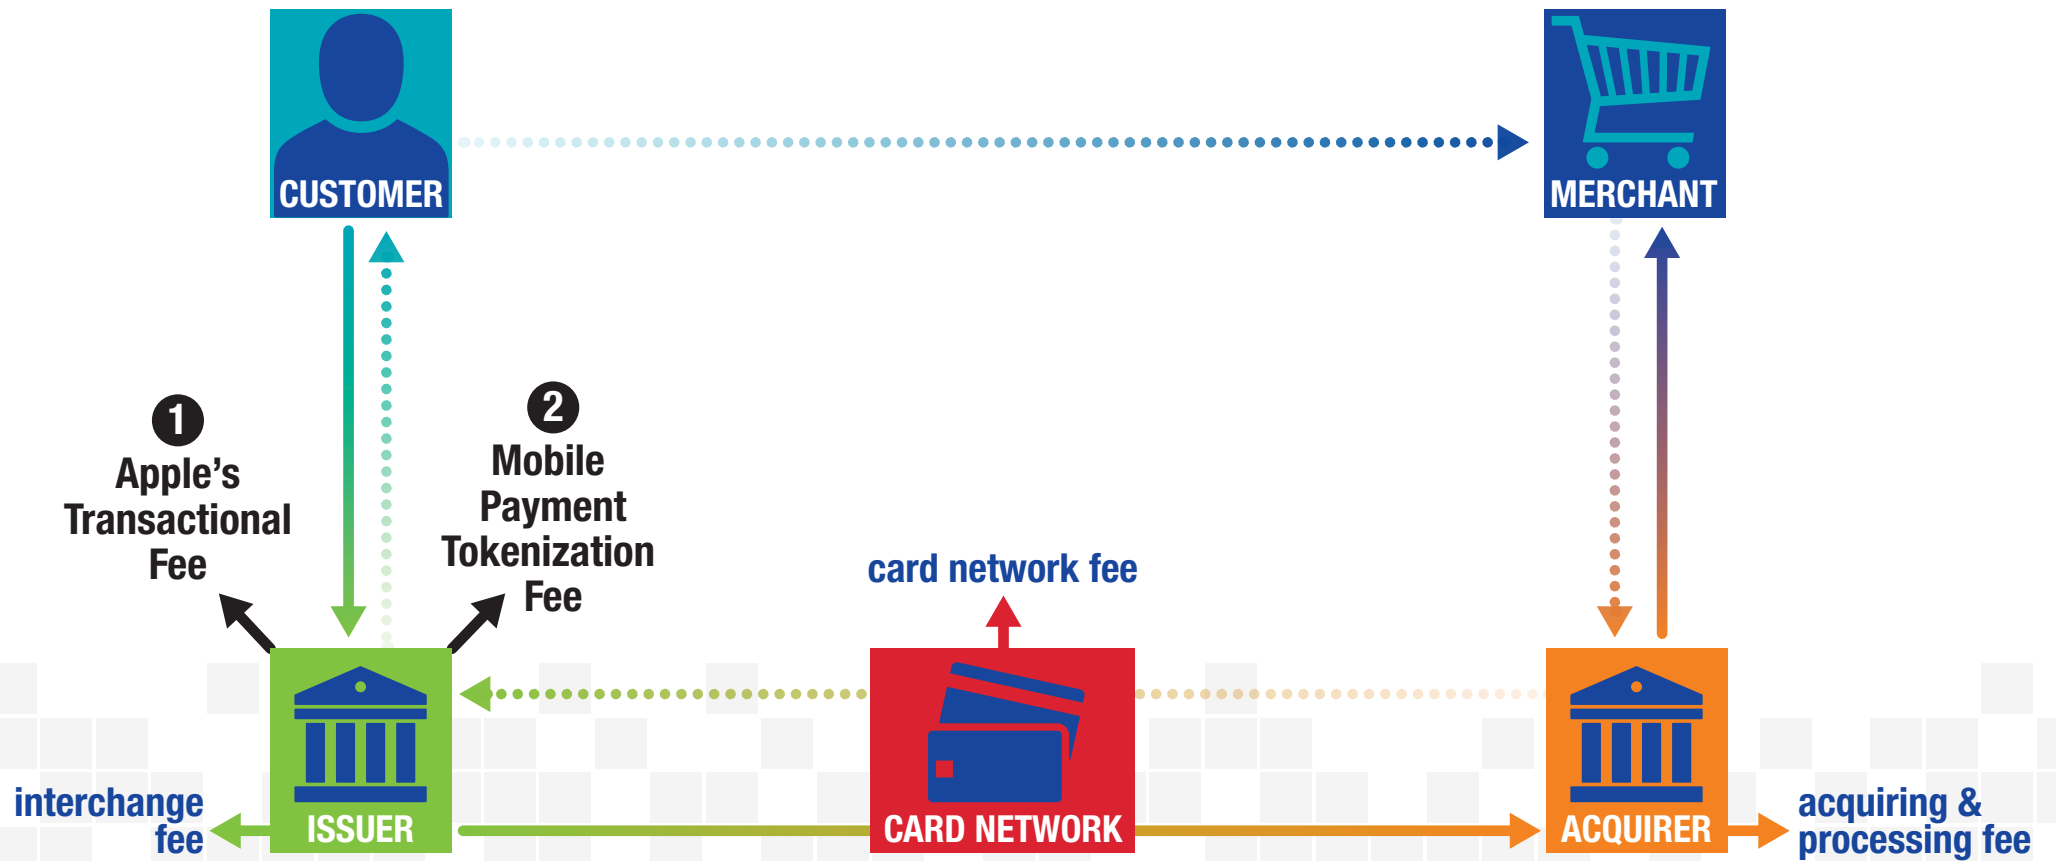 CUSTOMER
MERCHANT
1
Apple’s
Transactional
Fee
2
Mobile
Payment
Tokenization
Fee
card network fee
interchange
fee
ISSUER
CARD NETWORK
ACQUIRER
acquiring &
processing fee